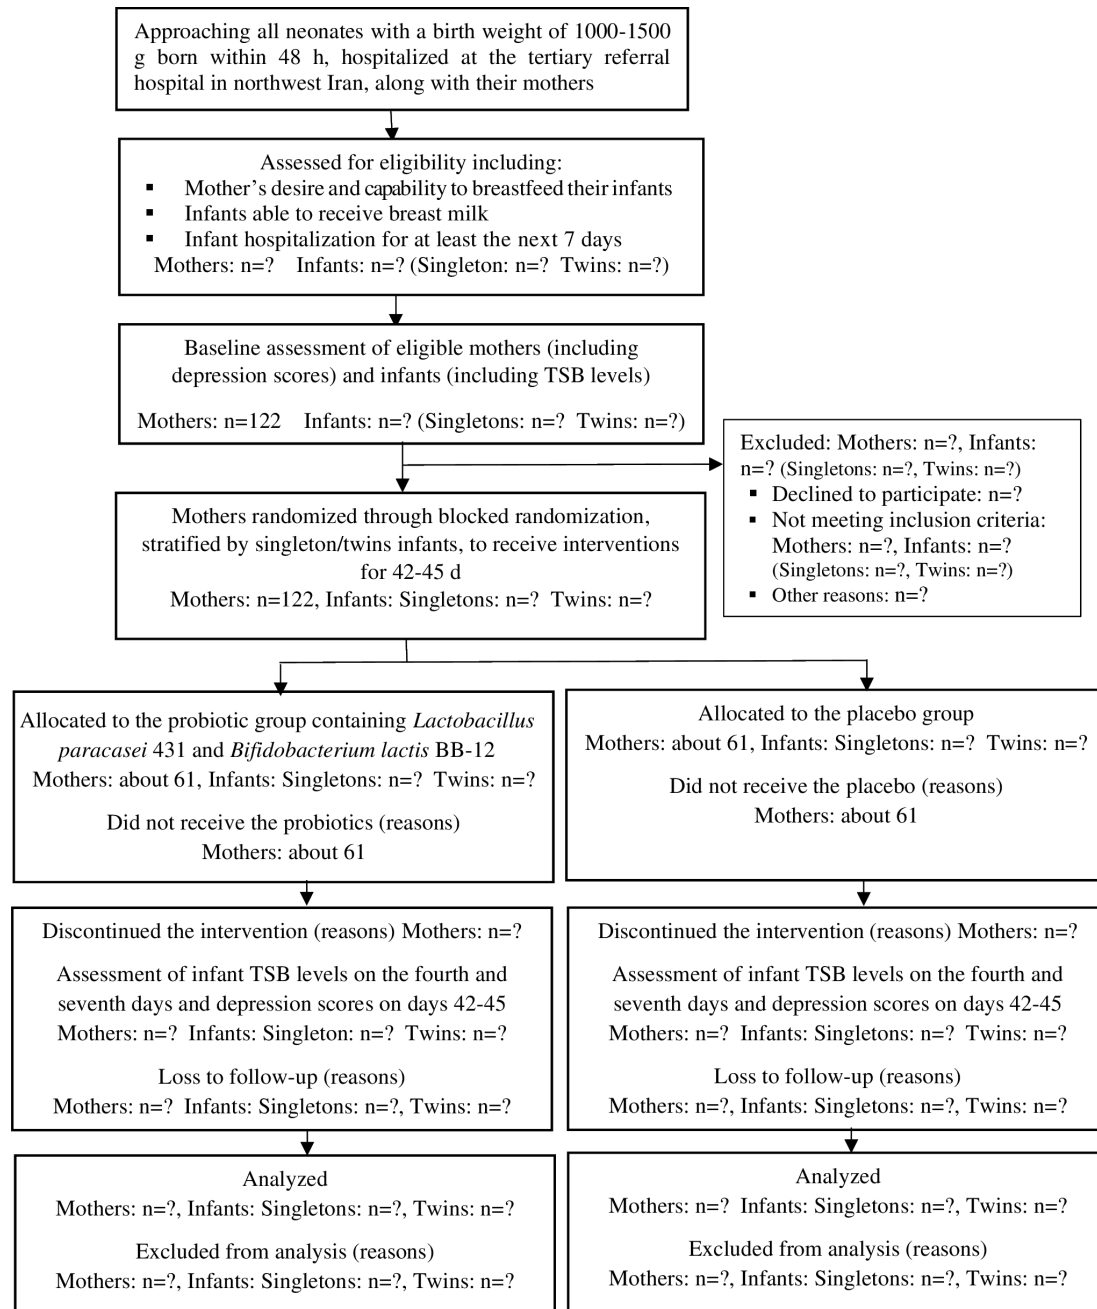 Approaching all neonates with a birth weight of 1000-1500
g born within 48 h, hospitalized at the tertiary referral
hospital in northwest Iran, along with their mothers
Assessed for eligibility including:
▪ Mother’s desire and capability to breastfeed their infants
▪ Infants able to receive breast milk
▪ Infant hospitalization for at least the next 7 days
Mothers: n=? Infants: n=? (Singleton: n=? Twins: n=?)
Baseline assessment of eligible mothers (including
depression scores) and infants (including TSB levels)
Mothers: n=122 Infants: n=? (Singletons: n=? Twins: n=?)
Excluded: Mothers: n=?, Infants:
n=? (Singletons: n=?, Twins: n=?)
▪ Declined to participate: n=?
▪ Not meeting inclusion criteria:
Mothers: n=?, Infants: n=?
(Singletons: n=?, Twins: n=?)
▪ Other reasons: n=?
Mothers randomized through blocked randomization,
stratified by singleton/twins infants, to receive interventions
for 42-45 d
Mothers: n=122, Infants: Singletons: n=? Twins: n=?
Allocated to the probiotic group containing Lactobacillus
paracasei 431 and Bifidobacterium lactis BB-12
Mothers: about 61, Infants: Singletons: n=? Twins: n=?
Did not receive the probiotics (reasons)
Mothers: about 61
Allocated to the placebo group
Mothers: about 61, Infants: Singletons: n=? Twins: n=?
Did not receive the placebo (reasons)
Mothers: about 61
Discontinued the intervention (reasons) Mothers: n=?
Assessment of infant TSB levels on the fourth and
seventh days and depression scores on days 42-45
Mothers: n=? Infants: Singleton: n=? Twins: n=?
Loss to follow-up (reasons)
Mothers: n=? Infants: Singletons: n=?, Twins: n=?
Discontinued the intervention (reasons) Mothers: n=?
Assessment of infant TSB levels on the fourth and
seventh days and depression scores on days 42-45
Mothers: n=? Infants: Singletons: n=? Twins: n=?
Loss to follow-up (reasons)
Mothers: n=?, Infants: Singletons: n=?, Twins: n=?
Analyzed
Mothers: n=?, Infants: Singletons: n=?, Twins: n=?
Excluded from analysis (reasons)
Mothers: n=?, Infants: Singletons: n=?, Twins: n=?
Analyzed
Mothers: n=? Infants: Singletons: n=?, Twins: n=?
Excluded from analysis (reasons)
Mothers: n=?, Infants: Singletons: n=?, Twins: n=?